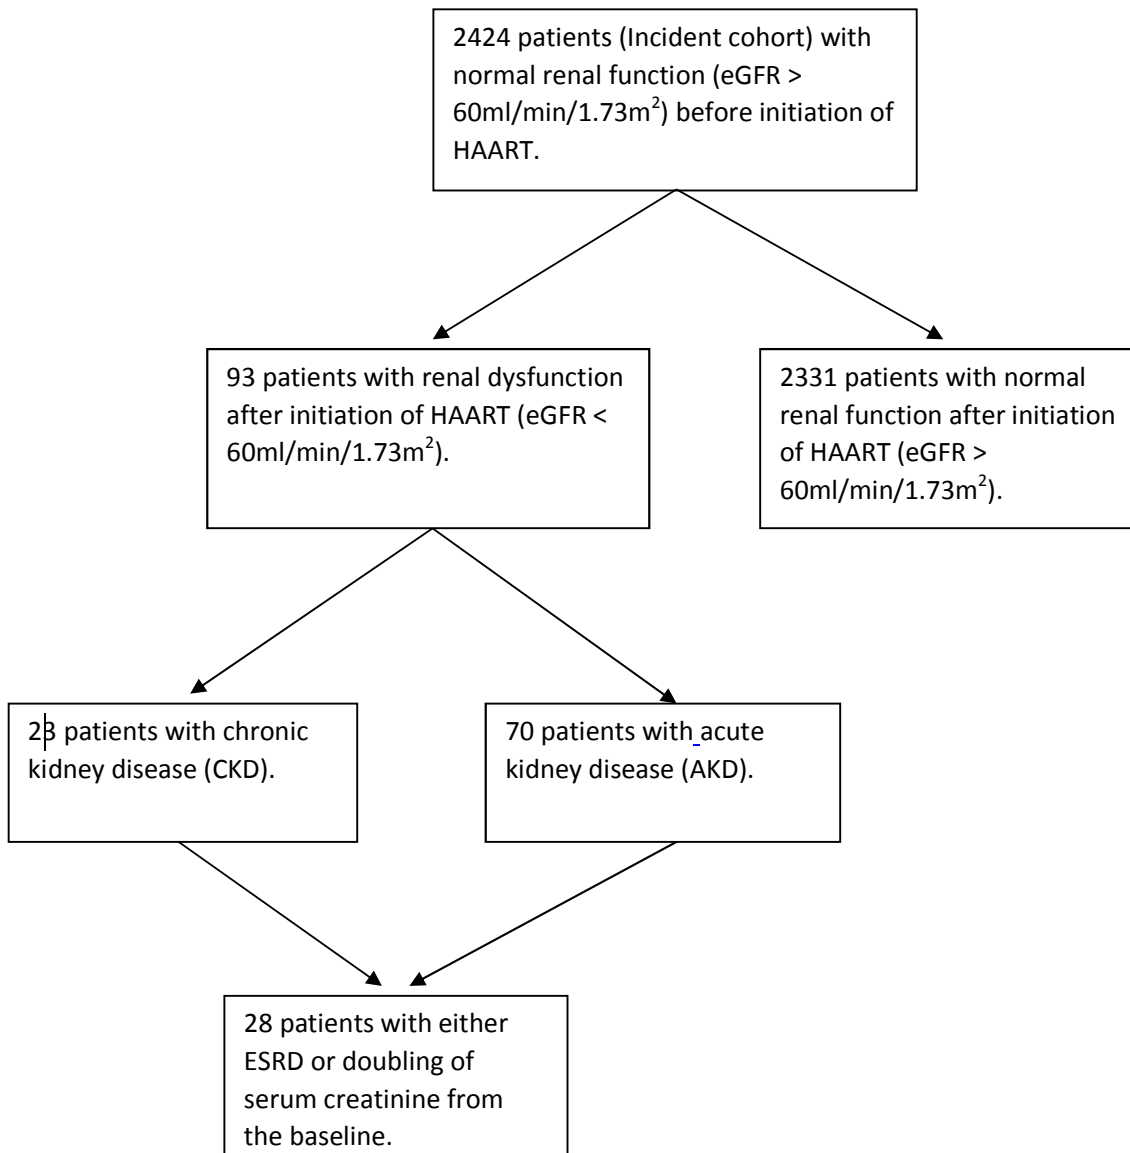 2424 patients (Incident cohort) with
normal renal function (eGFR >
60ml/min/1.73m²) before initiation of
HAART.
93 patients with renal dysfunction
after initiation of HAART (eGFR <
60ml/min/1.73m²).
2331 patients with normal
renal function after initiation
of HAART (eGFR >
60ml/min/1.73m²).
23 patients with chronic
kidney disease (CKD).
70 patients with acute
kidney disease (AKD).
28 patients with either
ESRD or doubling of
serum creatinine from
the baseline.